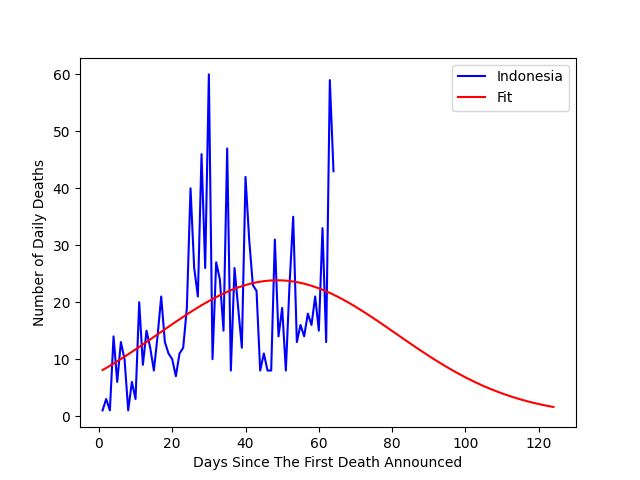 Indonesia
Fit
60
50
40
30
20
10
0
Number of Daily Deaths
0 20 40 60 80 100 120
Days Since The First Death Announced